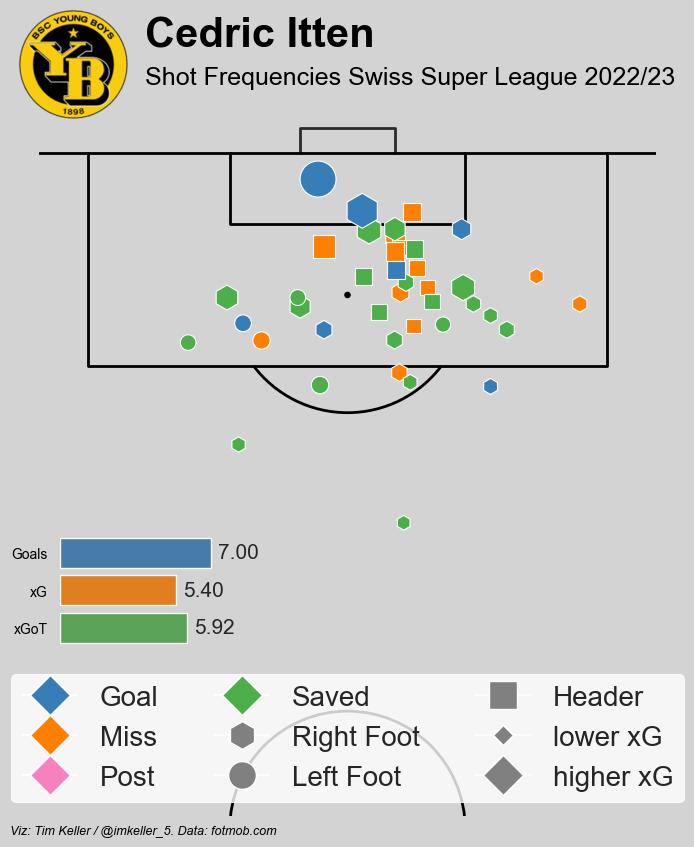 BSC YOUNG BOYS
YB
1898
Cedric Itten
Shot Frequencies Swiss Super League 2022/23
Goals 7.00
xG 5.40
xGoT 5.92
Goal Saved Header
Miss Right Foot lower xG
Post Left Foot higher xG
Viz: Tim Keller / @imkeller_5. Data: fotmob.com